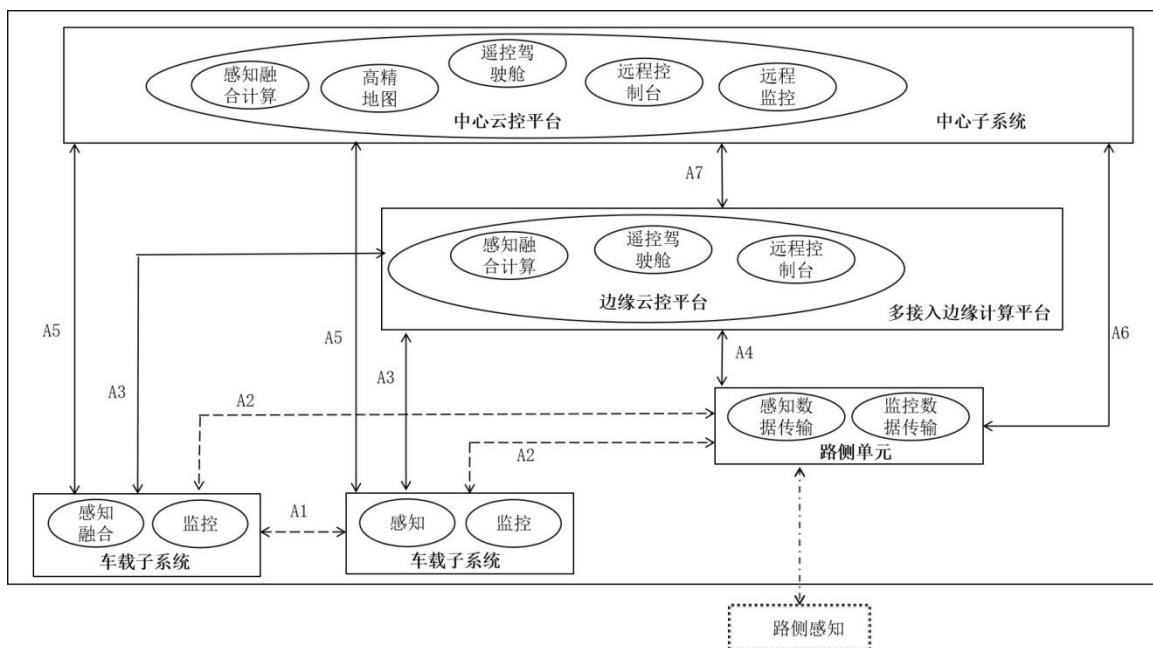 感知融
合计算
高精
地图
遥控驾
驶舱
远程控
制台
远程
监控
中心云控平台
中心子系统
A7
感知融
合计算
遥控驾
驶舱
远程控
制台
边缘云控平台
多接入边缘计算平台
A5
A3
A5
A3
A4
A6
A2
A2
感知数
据传输
监控数
据传输
路侧单元
感知
融合
监控
车载子系统
A1
感知
监控
车载子系统
路侧感知